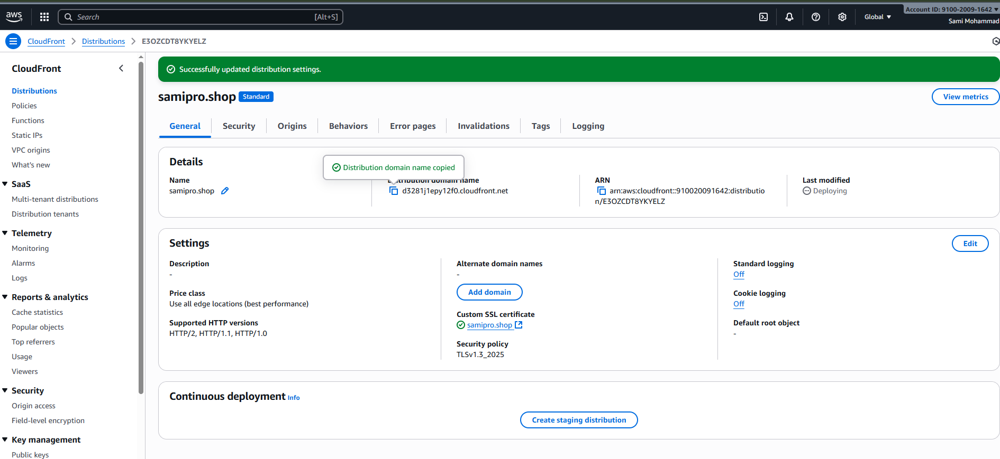 aws
Search
[Alt+S]
Global
Account ID: 9100-2009-1642
Sami Mohammad
CloudFront
Distributions
E3OZCDT8YKYELZ
CloudFront
Distributions
Policies
Functions
Static IPs
VPC origins
What's new
SaaS
Multi-tenant distributions
Distribution tenants
Telemetry
Monitoring
Alarms
Logs
Reports & analytics
Cache statistics
Popular objects
Top referrers
Usage
Viewers
Security
Origin access
Field-level encryption
Key management
Public keys
Successfully updated distribution settings.
samipro.shop Standard
View metrics
General
Security
Origins
Behaviors
Error pages
Invalidations
Tags
Logging
Details
Distribution domain name copied
Name
samipro.shop
Distribution domain name
d3281j1epy12f0.cloudfront.net
ARN
arn:aws:cloudfront::910020091642:distributio
n/E3OZCDT8YKYELZ
Last modified
Deploying
Settings
Edit
Description
-
Price class
Use all edge locations (best performance)
Supported HTTP versions
HTTP/2, HTTP/1.1, HTTP/1.0
Alternate domain names
-
Add domain
Custom SSL certificate
samipro.shop
Security policy
TLSv1.3_2025
Standard logging
Off
Cookie logging
Off
Default root object
-
Continuous deployment Info
Create staging distribution